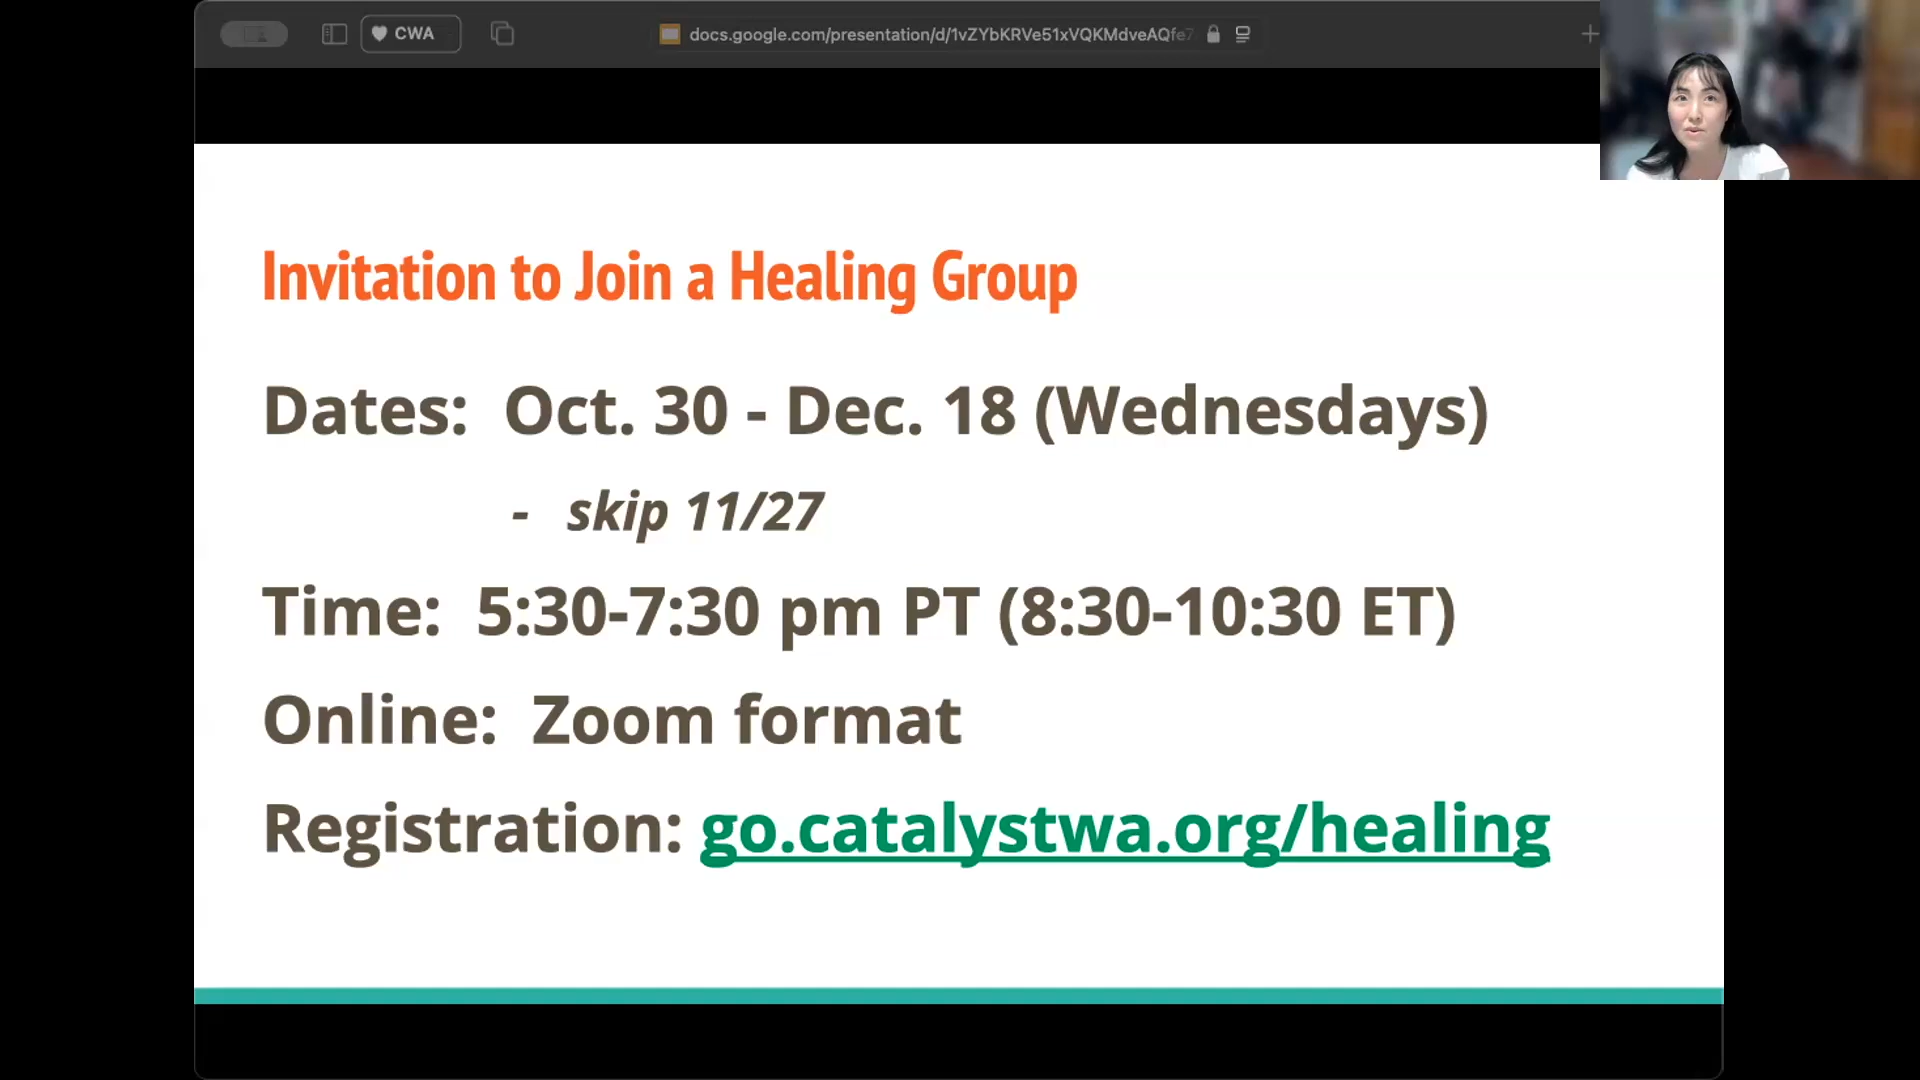 CWA
docs.google.com/presentation/d/1vZYbKRVe51xVQKMdveAQfe7
Invitation to Join a Healing Group
Dates: Oct. 30 - Dec. 18 (Wednesdays)
- skip 11/27
Time: 5:30-7:30 pm PT (8:30-10:30 ET)
Online: Zoom format
Registration: go.catalystwa.org/healing